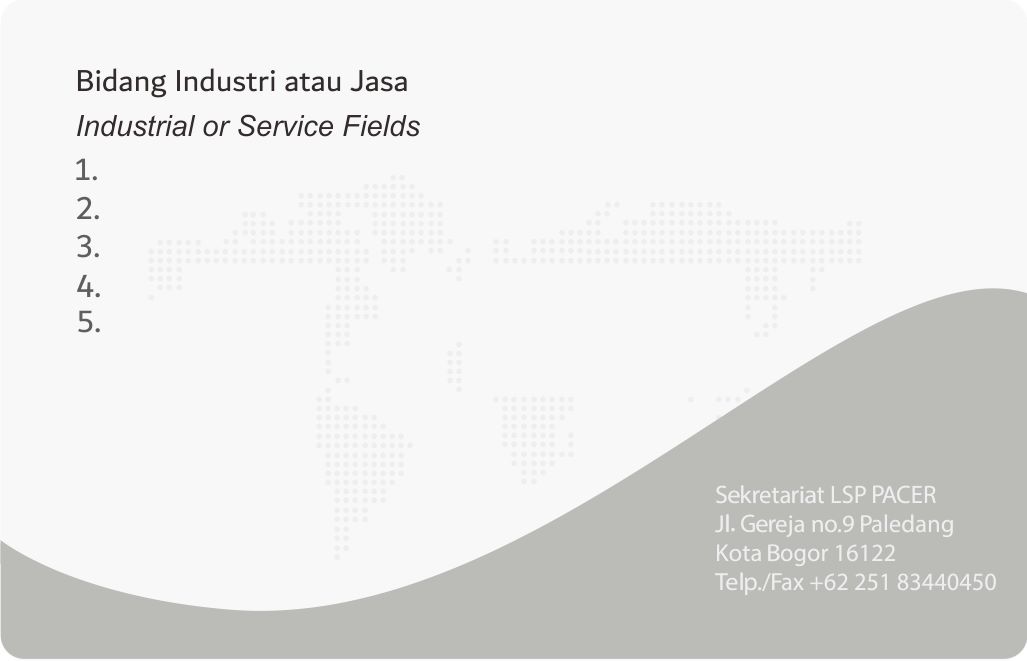 Bidang Industri atau Jasa
Industrial or Service Fields
1.
2.
3.
4.
5.
Sekretariat LSP PACER
Jl. Gereja no.9 Paledang
Kota Bogor 16122
Telp./Fax +62 251 83440450